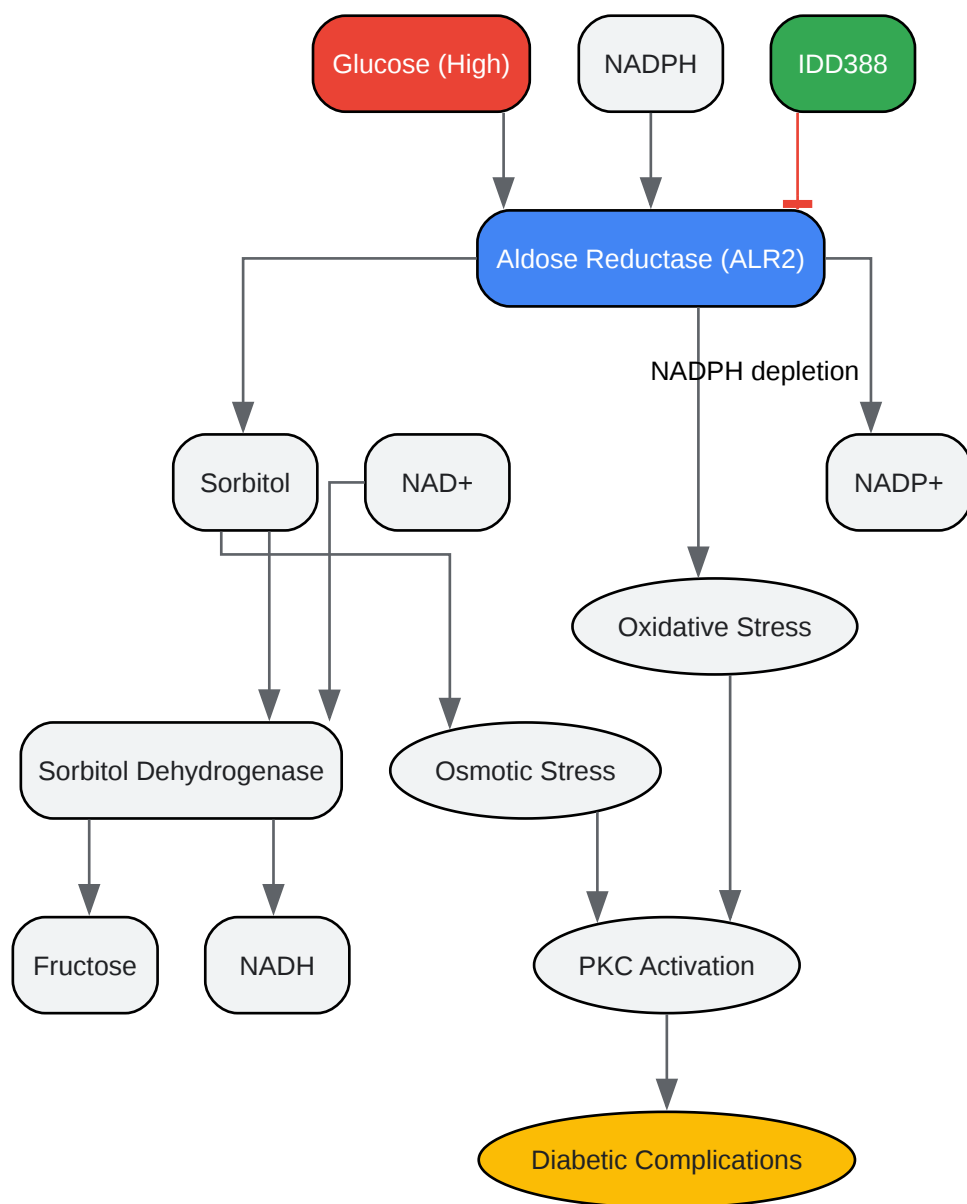 Glucose (High)
NADPH
IDD388
Aldose Reductase (ALR2)
NADPH depletion
Sorbitol
NAD+
NADP+
Oxidative Stress
Sorbitol Dehydrogenase
Osmotic Stress
Fructose
NADH
PKC Activation
Diabetic Complications